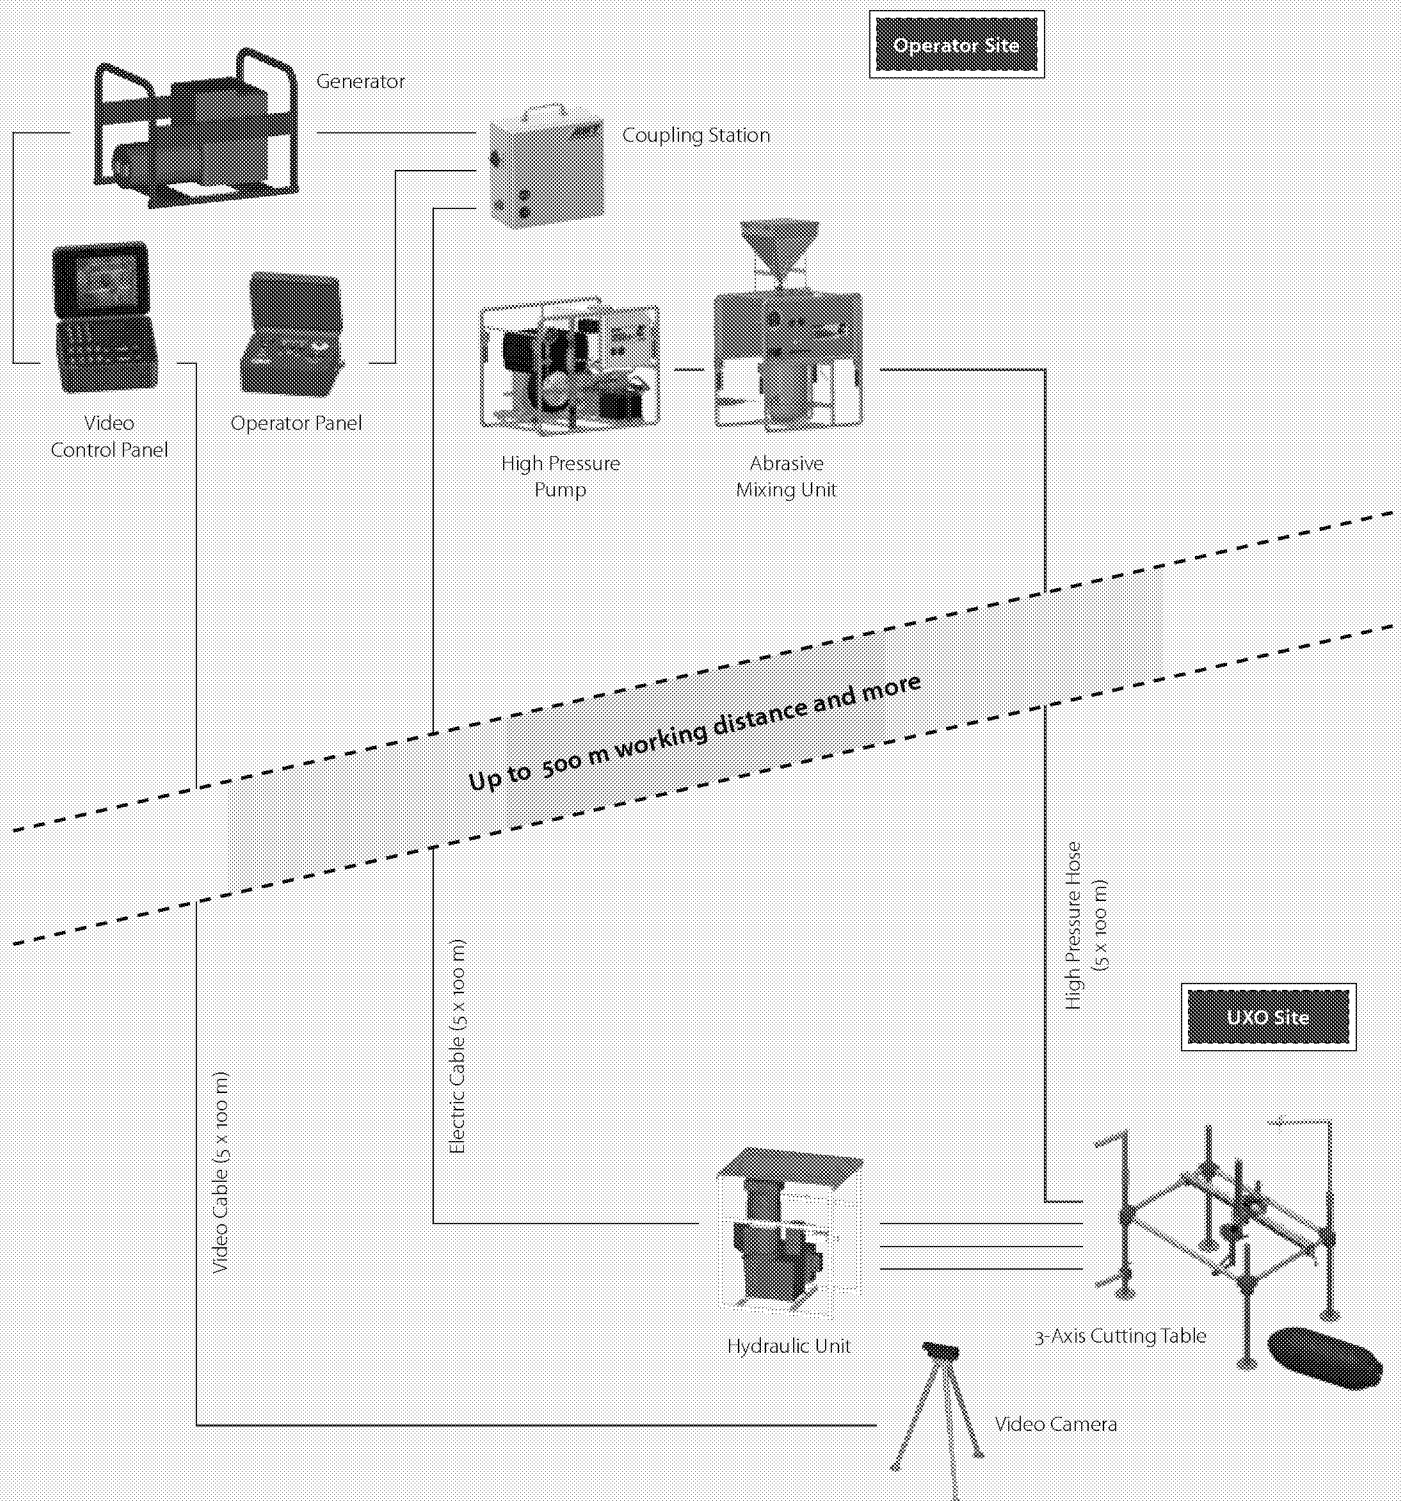 Operator Site
Generator
Coupling Station
Video
Control Panel
Operator Panel
High Pressure
Pump
Abrasive
Mixing Unit
Up to 500 m working distance and more
High Pressure Hose
(5 x 100 m)
Electric Cable (5 x 100 m)
Video Cable (5 x 100 m)
UXO Site
3-Axis Cutting Table
Hydraulic Unit
Video Camera